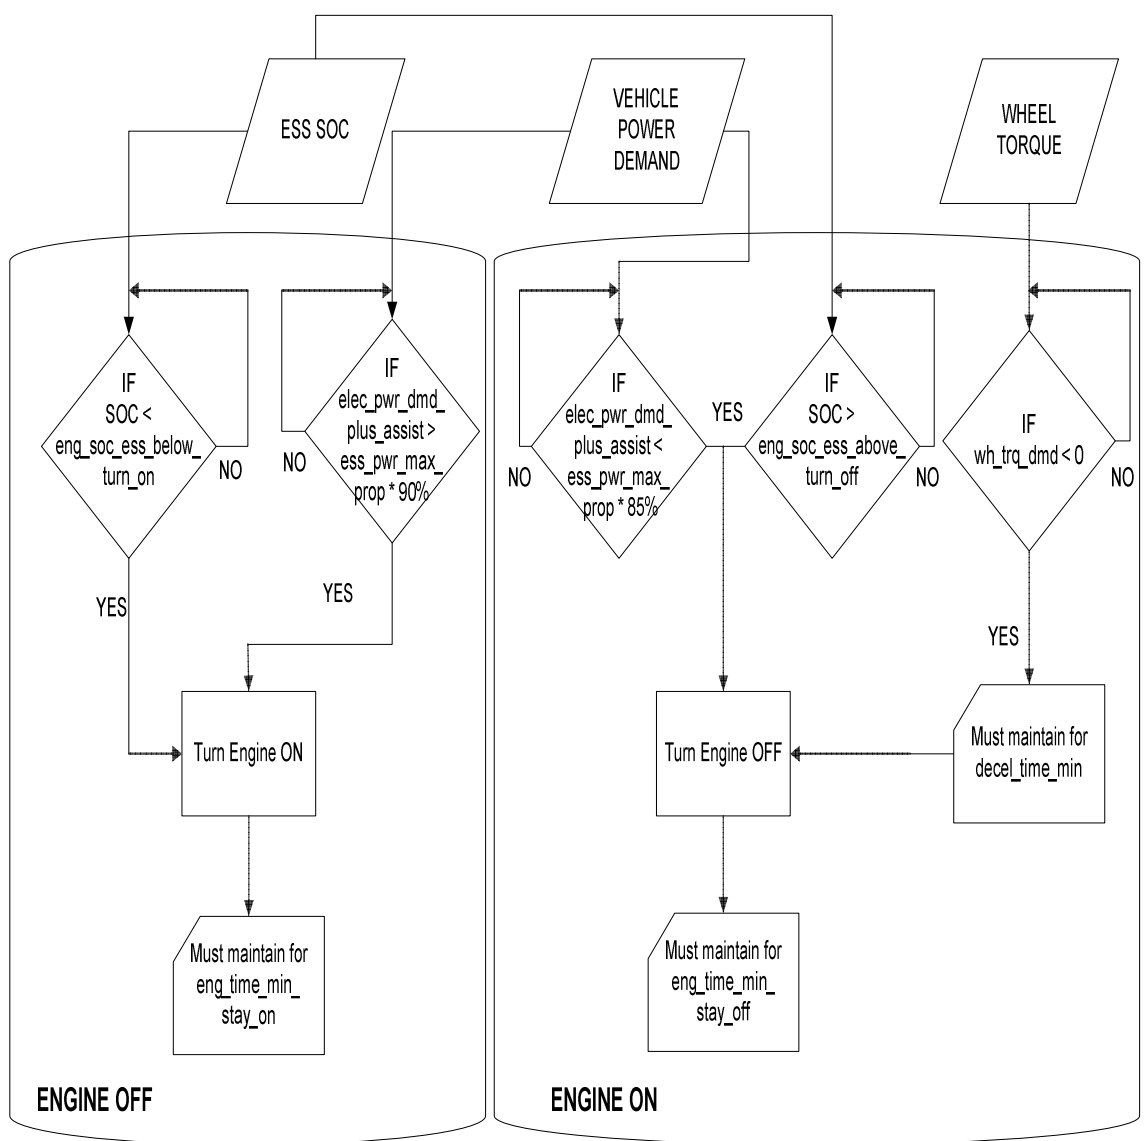 ESS SOC
VEHICLE
POWER
DEMAND
WHEEL
TORQUE
IF
SOC <
eng_soc_ess_below_
turn_on
NO
YES
IF
elec_pwr_dmd_
plus_assist >
ess_pwr_max_
prop * 90%
NO
YES
Turn Engine ON
Must maintain for
eng_time_min_
stay_on
ENGINE OFF
IF
elec_pwr_dmd_
plus_assist <
ess_pwr_max_
prop * 85%
NO
YES
IF
SOC >
eng_soc_ess_above_
turn_off
NO
IF
wh_trq_dmd < 0
NO
YES
Must maintain for
decel_time_min
Turn Engine OFF
Must maintain for
eng_time_min_
stay_off
ENGINE ON